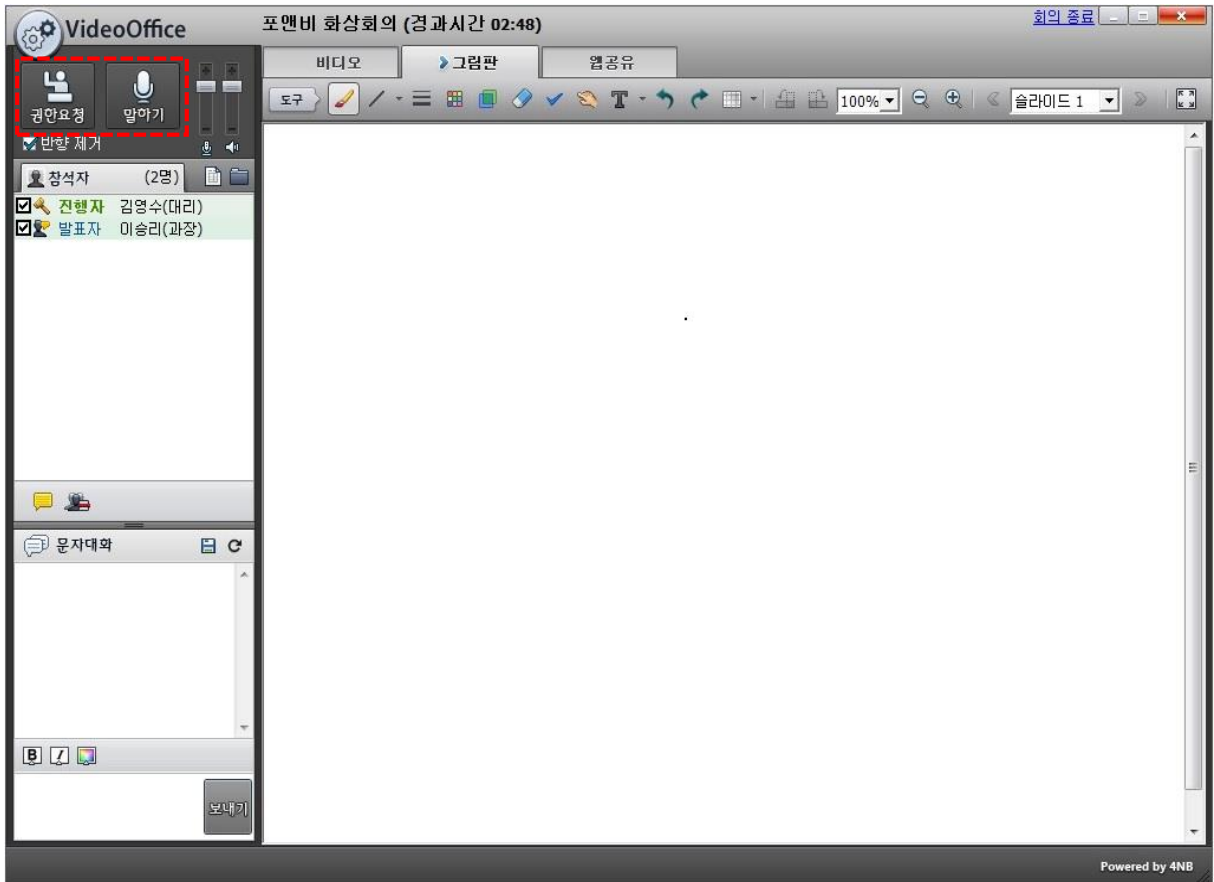 VideoOffice
포앤비 화상회의 (경과시간 02:48)
회의 종료
권한요청
말하기
반향 제거
비디오
그림판
웹공유
도구
T
100%
슬라이드 1
참석자 (2명)
진행자 김영수(대리)
발표자 이승리(과장)
문자대화
B I
보내기
Powered by 4NB